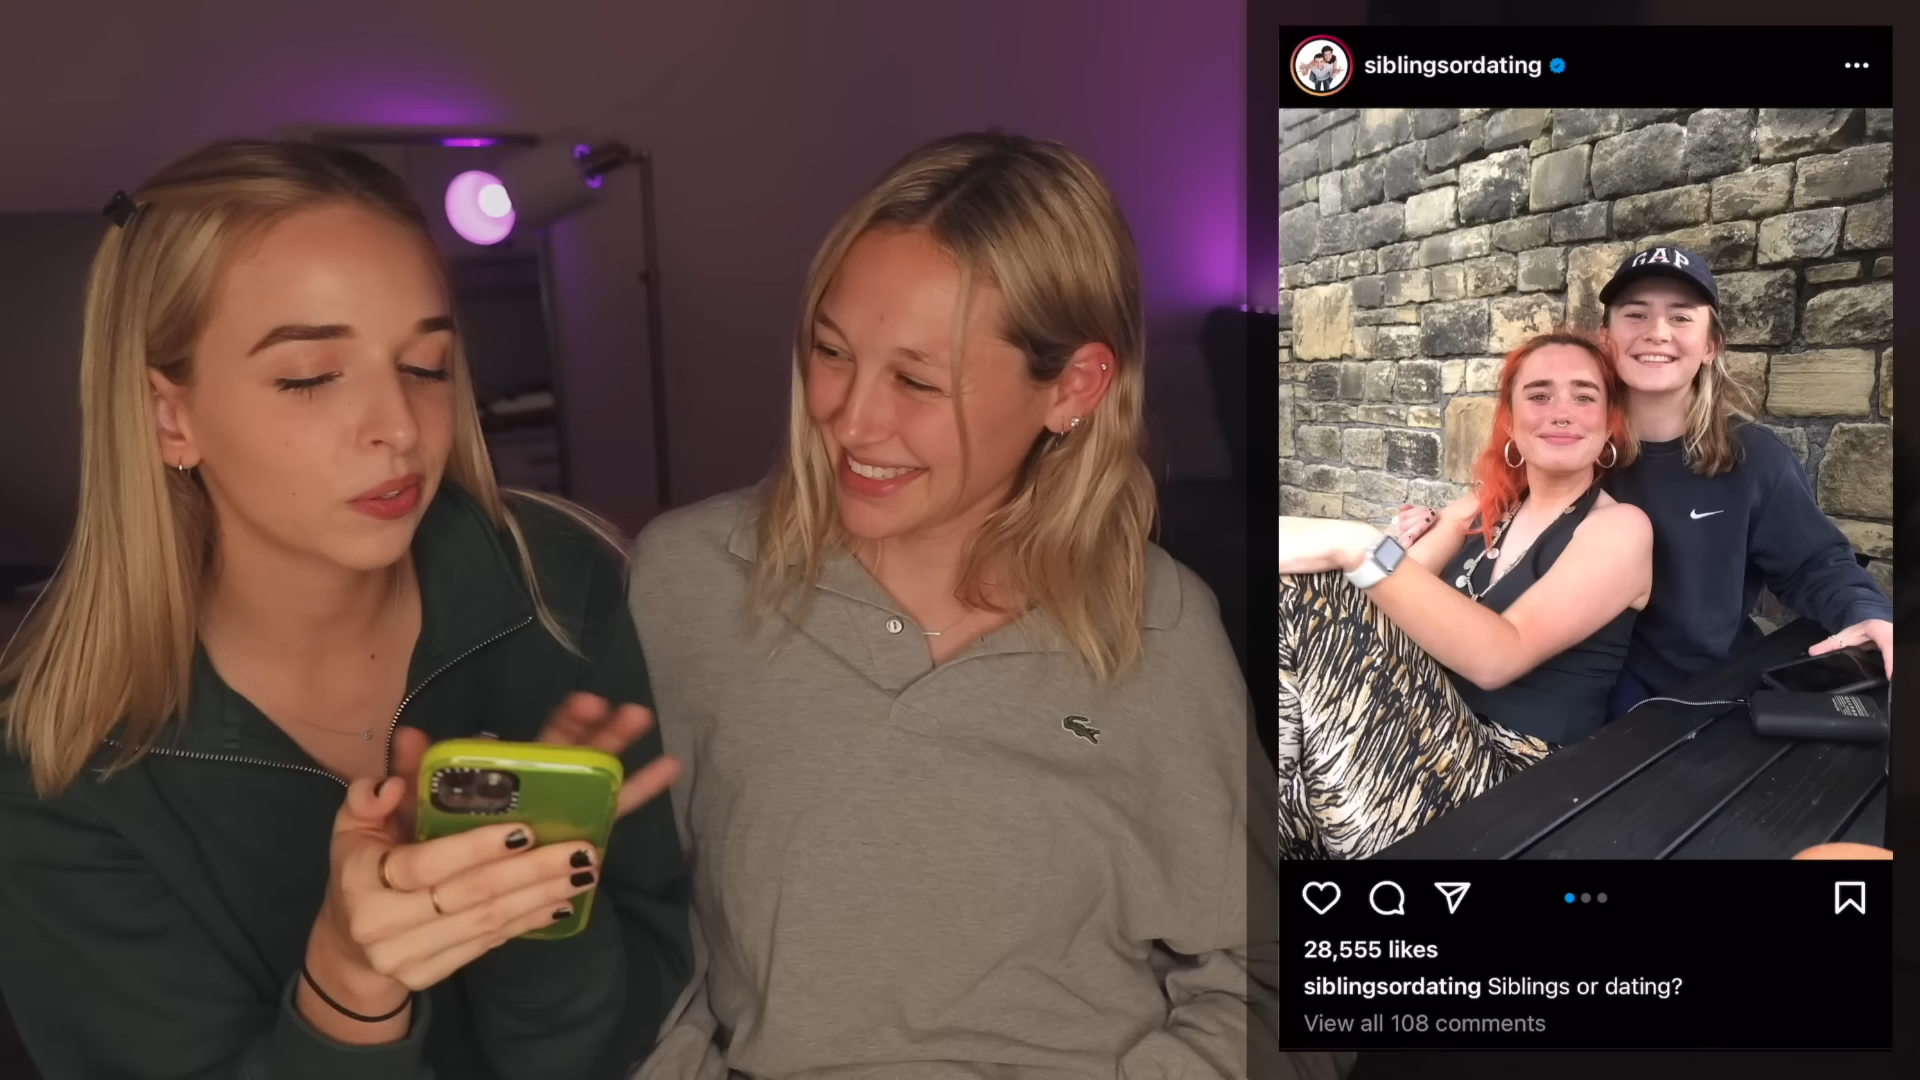 siblingsordating
GAP
28,555 likes
siblingsordating Siblings or dating?
View all 108 comments